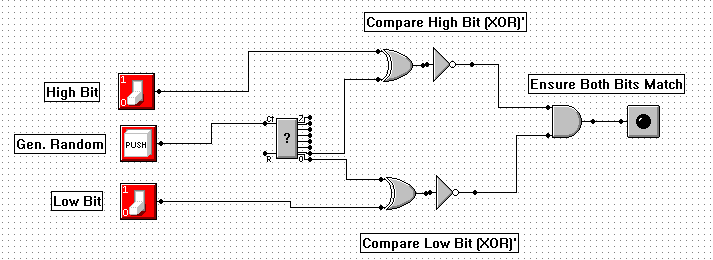 Compare High Bit (XOR)'
1
0
High Bit
Ensure Both Bits Match
Gen. Random
PUSH
Ct
7
?
R
0
1
0
Low Bit
Compare Low Bit (XOR)'